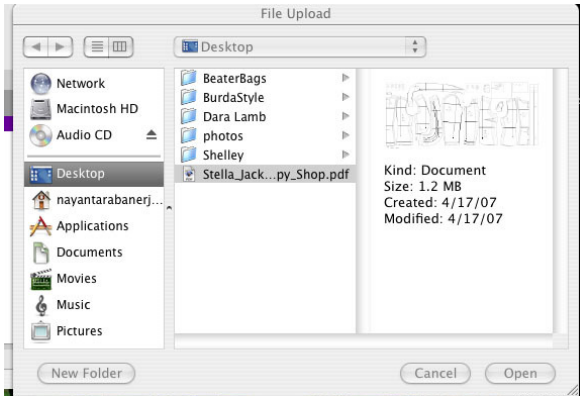 File Upload
Desktop
Network
Macintosh HD
Audio CD
Desktop
nayantarabanerj...
Applications
Documents
Movies
Music
Pictures
BeaterBags
BurdaStyle
Dara Lamb
photos
Shelley
Stella_Jack...py_Shop.pdf
Kind: Document
Size: 1.2 MB
Created: 4/17/07
Modified: 4/17/07
New Folder
Cancel
Open